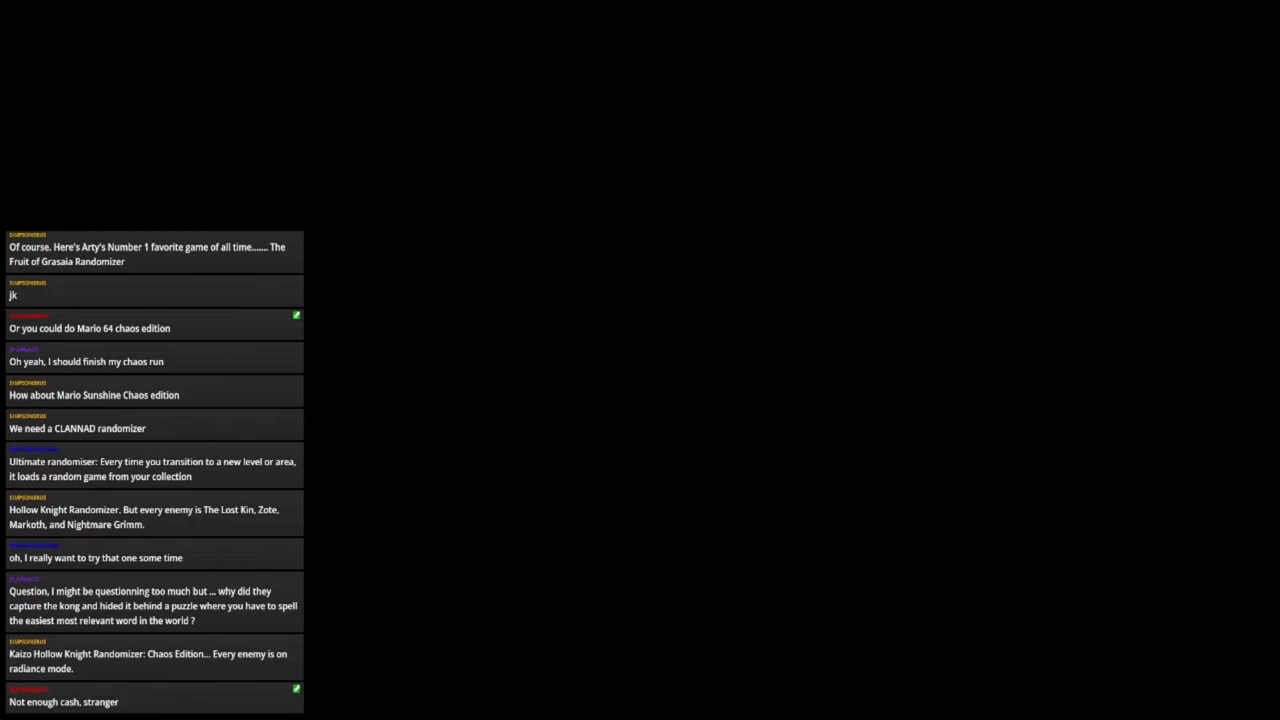 SIMPSONSRUS
Of course. Here's Arty's Number 1 favorite game of all time....... The
Fruit of Grasaia Randomizer
SIMPSONSRUS
jk
Or you could do Mario 64 chaos edition
Oh yeah, I should finish my chaos run
SIMPSONSRUS
How about Mario Sunshine Chaos edition
SIMPSONSRUS
We need a CLANNAD randomizer
Ultimate randomiser: Every time you transition to a new level or area,
it loads a random game from your collection
SIMPSONSRUS
Hollow Knight Randomizer. But every enemy is The Lost Kin, Zote,
Markoth, and Nightmare Grimm.
oh, I really want to try that one some time
Question, I might be questionning too much but ... why did they
capture the kong and hided it behind a puzzle where you have to spell
the easiest most relevant word in the world ?
SIMPSONSRUS
Kaizo Hollow Knight Randomizer: Chaos Edition... Every enemy is on
radiance mode.
Not enough cash, stranger